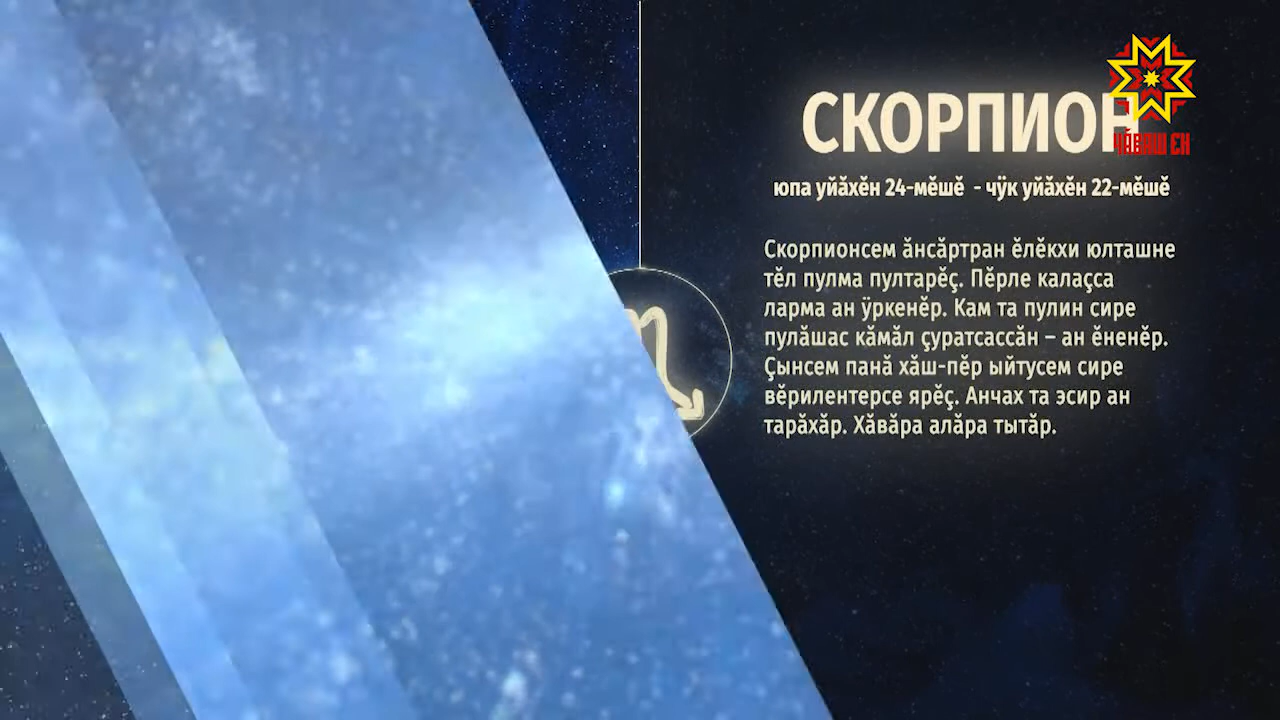 СКОРПИОН
ЧӐВАШ ЕН
юпа уйӑхӗн 24-мӗшӗ - чӳк уйӑхӗн 22-мӗшӗ
Скорпионсем ӑнсӑртран ӗлӗкхи юлташне
тӗл пулма пултарӗҫ. Пӗрле калаҫса
ларма ан ӳркенӗр. Кам та пулин сире
пулӑшас кӑмӑл ҫуратсассӑн – ан ӗненӗр.
Ҫынсем панӑ хӑш-пӗр ыйтусем сире
вӗрилентерсе ярӗҫ. Анчах та эсир ан
тарӑхӑр. Хӑвӑра алӑра тытӑр.